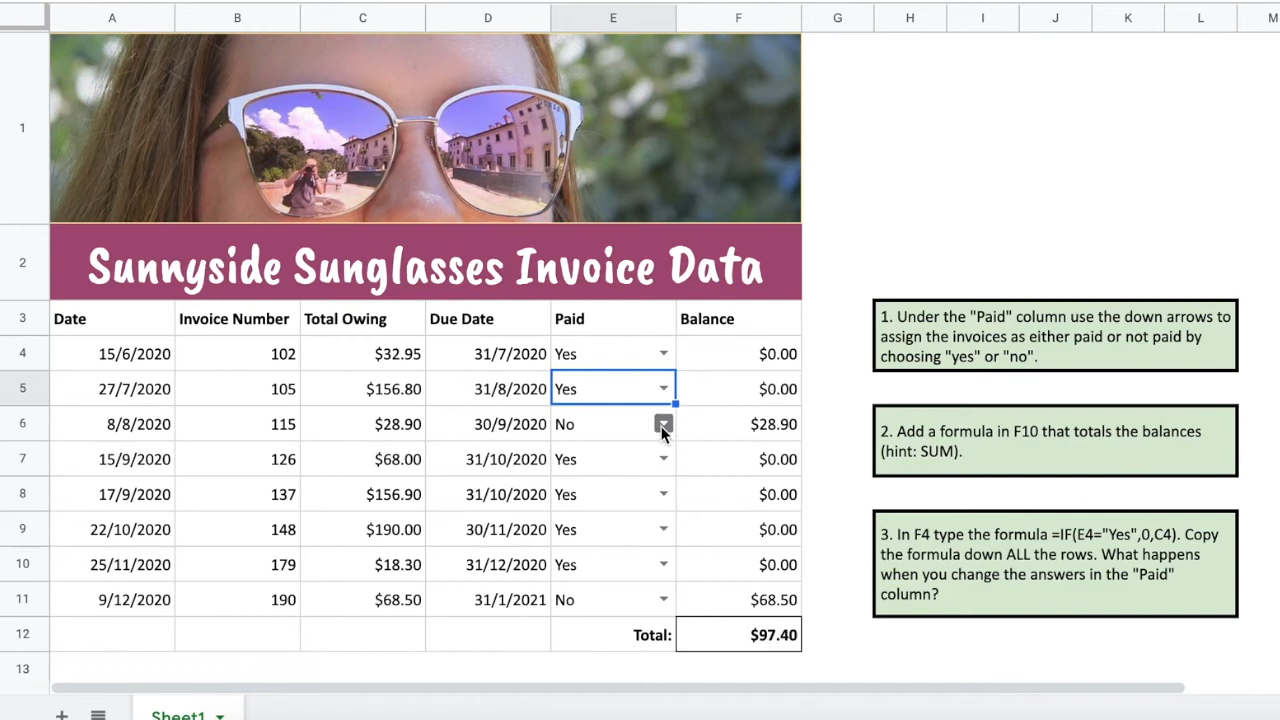 A B C D E F G H I J K L M
1
2 Sunnyside Sunglasses Invoice Data
3 Date Invoice Number Total Owing Due Date Paid Balance
4 15/6/2020 102 $32.95 31/7/2020 Yes $0.00
5 27/7/2020 105 $156.80 31/8/2020 Yes $0.00
6 8/8/2020 115 $28.90 30/9/2020 No $28.90
7 15/9/2020 126 $68.00 31/10/2020 Yes $0.00
8 17/9/2020 137 $156.90 31/10/2020 Yes $0.00
9 22/10/2020 148 $190.00 30/11/2020 Yes $0.00
10 25/11/2020 179 $18.30 31/12/2020 Yes $0.00
11 9/12/2020 190 $68.50 31/1/2021 No $68.50
12 Total: $97.40
13
1. Under the "Paid" column use the down arrows to
assign the invoices as either paid or not paid by
choosing "yes" or "no".
2. Add a formula in F10 that totals the balances
(hint: SUM).
3. In F4 type the formula =IF(E4="Yes",0,C4). Copy
the formula down ALL the rows. What happens
when you change the answers in the "Paid"
column?
Sheet1